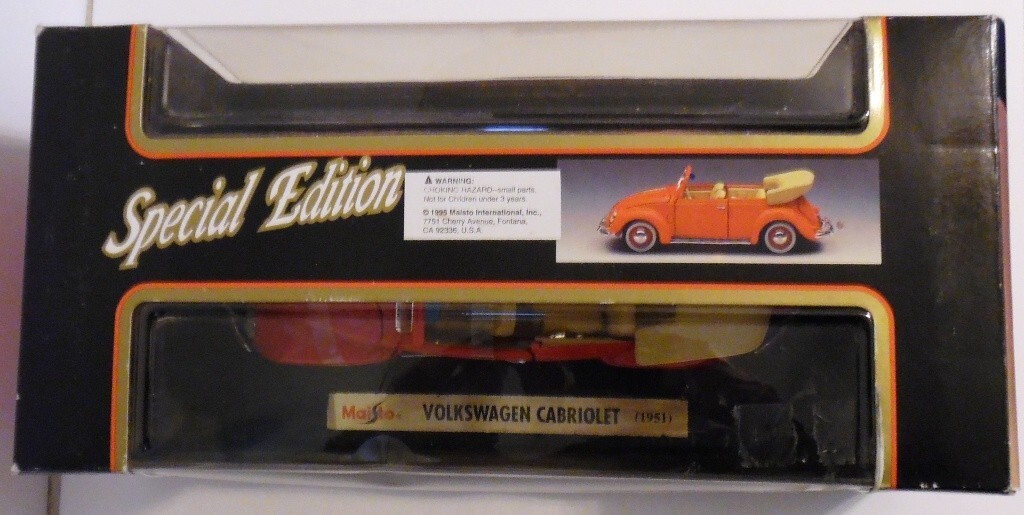 Special Edition
WARNING:
CHOKING HAZARD--small parts.
Not for Children under 3 years.
© 1995 Maisto International, Inc.,
7751 Cherry Avenue, Fontana,
CA 92336, U.S.A.
Maisto® VOLKSWAGEN CABRIOLET (1951)
®